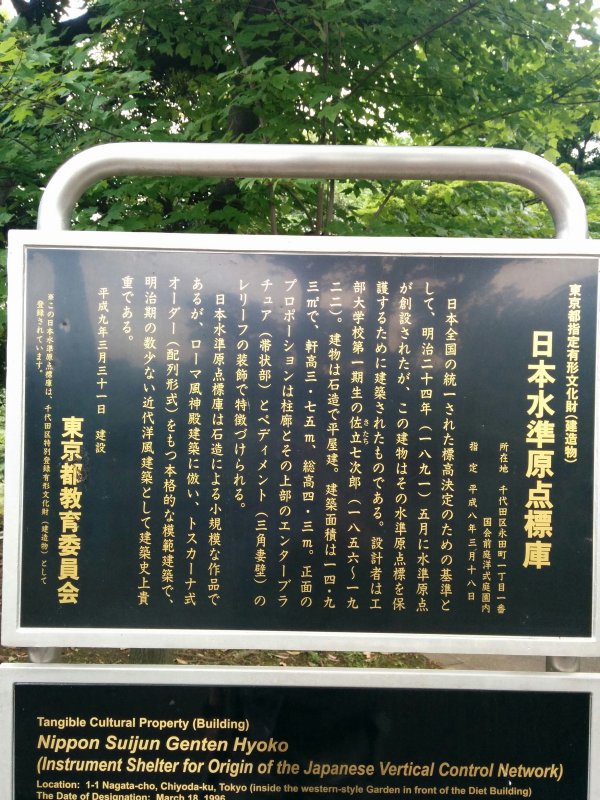 東京都指定有形文化財(建造物)
日本水準原点標庫
所在地 千代田区永田町一丁目一番
国会前庭洋式庭園内
指定 平成八年三月十八日
日本全国の統一された標高決定のための基準と
して、明治二十四年(一八九一)五月に水準原点
が創設されたが、この建物はその水準原点標を保
護するために建築されたものである。設計者は工
部大学校第一期生の佐立七次郎(一八五六~一九
さたち
二二)。建物は石造で平屋建。建築面積は一四・九
三㎡で、軒高三・七五m、総高四・三m。正面の
プロポーションは柱廊とその上部のエンターブラ
チュア(帯状部)とペディメント(三角妻壁)の
レリーフの装飾で特徴づけられる。
日本水準原点標庫は石造による小規模な作品で
あるが、ローマ風神殿建築に倣い、トスカーナ式
オーダー(配列形式)をもつ本格的な模範建築で、
明治期の数少ない近代洋風建築として建築史上貴
重である。
平成九年三月三十一日 建設
東京都教育委員会
※この日本水準原点標庫は、千代田区特別登録有形文化財(建造物)として
登録されています。
Tangible Cultural Property (Building)
Nippon Suijun Genten Hyoko
(Instrument Shelter for Origin of the Japanese Vertical Control Network)
Location: 1-1 Nagata-cho, Chiyoda-ku, Tokyo (inside the western-style Garden in front of the Diet Building)
The Date of Designation: March 18, 1996